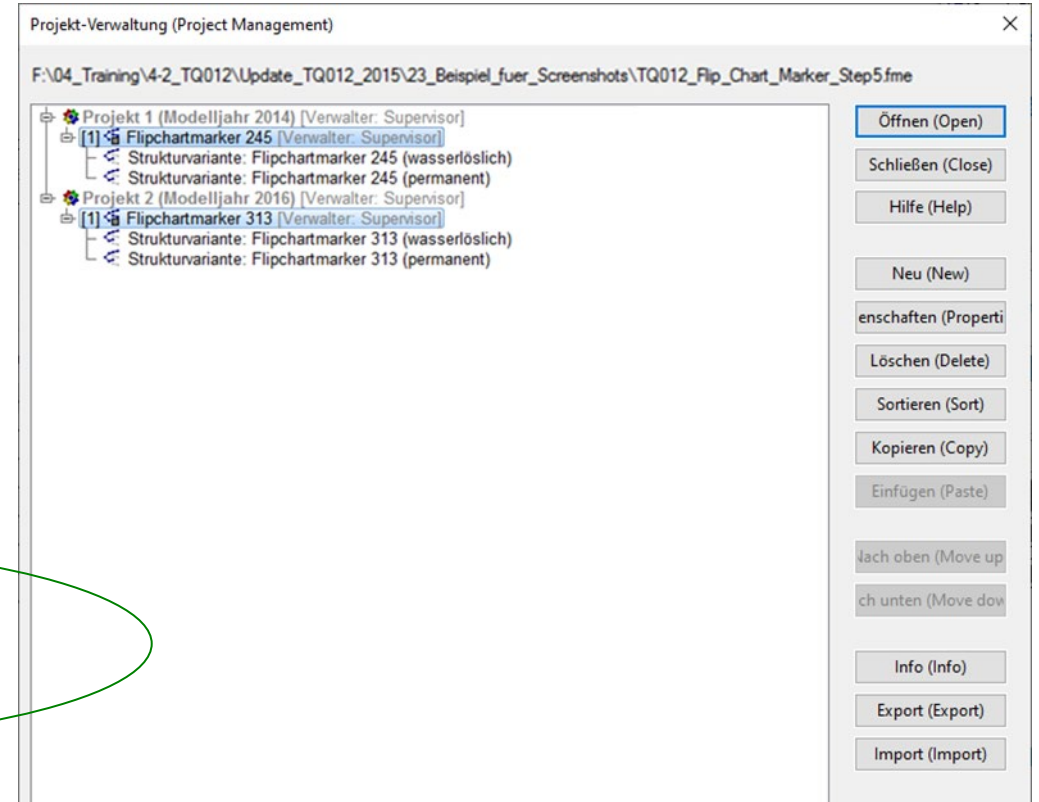 Projekt-Verwaltung (Project Management)
F:\04_Training\4-2_TQ012\Update_TQ012_2015\23_Beispiel_fuer_Screenshots\TQ012_Flip_Chart_Marker_Step5.fme
Projekt 1 (Modelljahr 2014) [Verwalter: Supervisor]
[1] Flipchartmarker 245 [Verwalter: Supervisor]
Strukturvariante: Flipchartmarker 245 (wasserlöslich)
Strukturvariante: Flipchartmarker 245 (permanent)
Projekt 2 (Modelljahr 2016) [Verwalter: Supervisor]
[1] Flipchartmarker 313 [Verwalter: Supervisor]
Strukturvariante: Flipchartmarker 313 (wasserlöslich)
Strukturvariante: Flipchartmarker 313 (permanent)
Öffnen (Open)
Schließen (Close)
Hilfe (Help)
Neu (New)
enschaften (Properti
Löschen (Delete)
Sortieren (Sort)
Kopieren (Copy)
Einfügen (Paste)
Nach oben (Move up
ch unten (Move dow
Info (Info)
Export (Export)
Import (Import)